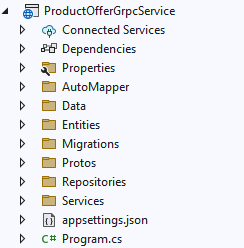 ProductOfferGrpcService
Connected Services
Dependencies
Properties
AutoMapper
Data
Entities
Migrations
Protos
Repositories
Services
appsettings.json
C# Program.cs